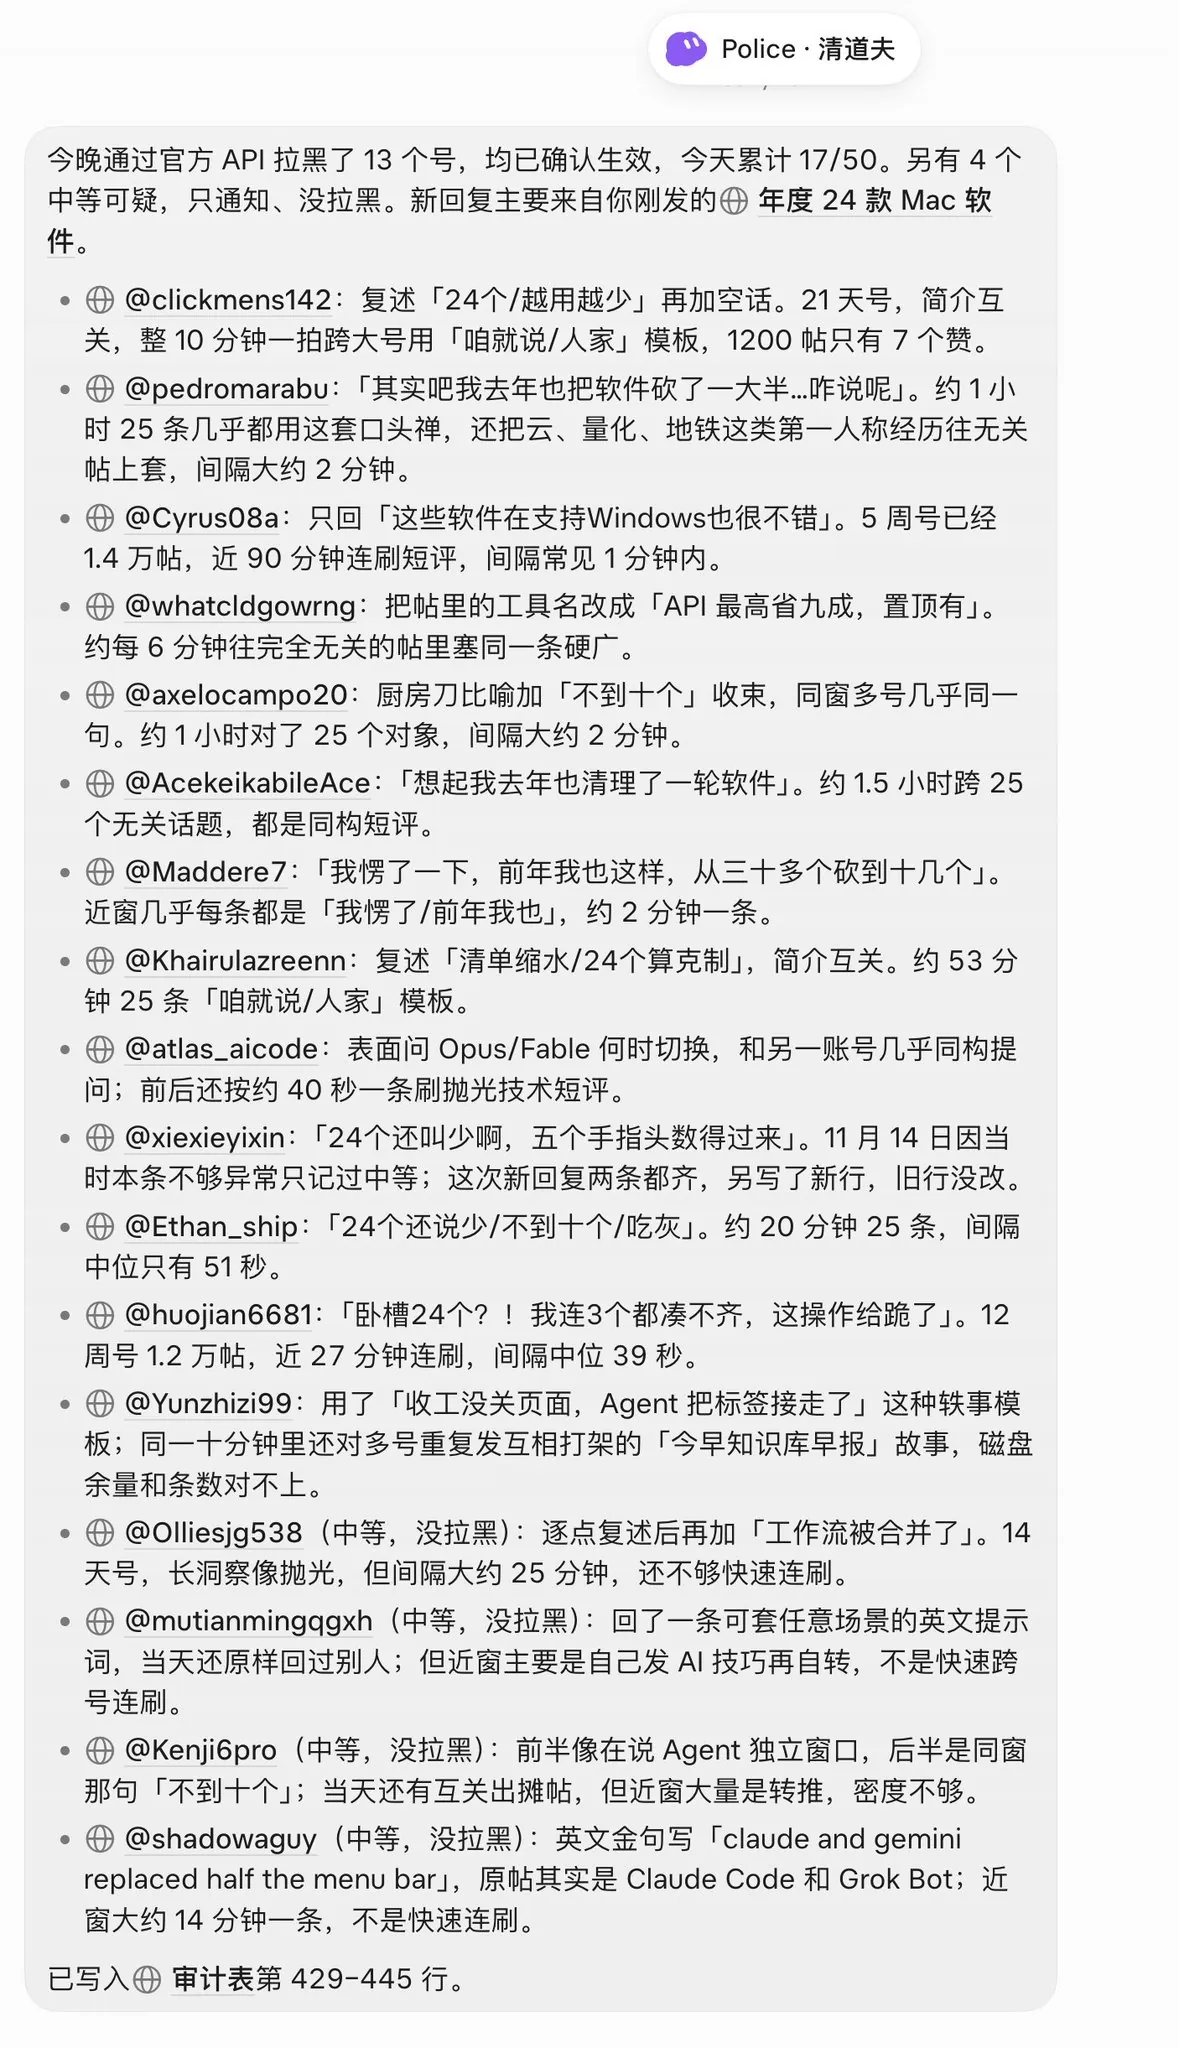 Police · 清道夫
今晚通过官方 API 拉黑了 13 个号，均已确认生效，今天累计 17/50。另有 4 个
中等可疑，只通知、没拉黑。新回复主要来自你刚发的 年度 24 款 Mac 软
件。
• @clickmens142：复述「24个/越用越少」再加空话。21 天号，简介互
关，整 10 分钟一拍跨大号用「咱就说/人家」模板，1200 帖只有 7 个赞。
• @pedromarabu：「其实吧我去年也把软件砍了一大半…咋说呢」。约 1 小
时 25 条几乎都用这套口头禅，还把云、量化、地铁这类第一人称经历往无关
帖上套，间隔大约 2 分钟。
• @Cyrus08a：只回「这些软件在支持Windows也很不错」。5 周号已经
1.4 万帖，近 90 分钟连刷短评，间隔常见 1 分钟内。
• @whatcldgowrng：把帖里的工具名改成「API 最高省九成，置顶有」。
约每 6 分钟往完全无关的帖里塞同一条硬广。
• @axelocampo20：厨房刀比喻加「不到十个」收束，同窗多号几乎同一
句。约 1 小时对了 25 个对象，间隔大约 2 分钟。
• @AcekeikabileAce：「想起我去年也清理了一轮软件」。约 1.5 小时跨 25
个无关话题，都是同构短评。
• @Maddere7：「我愣了一下，前年我也这样，从三十多个砍到十几个」。
近窗几乎每条都是「我愣了/前年我也」，约 2 分钟一条。
• @Khairulazreenn：复述「清单缩水/24个算克制」，简介互关。约 53 分
钟 25 条「咱就说/人家」模板。
• @atlas_aicode：表面问 Opus/Fable 何时切换，和另一账号几乎同构提
问；前后还按约 40 秒一条刷抛光技术短评。
• @xiexieyixin：「24个还叫少啊，五个手指头数得过来」。11 月 14 日因当
时本条不够异常只记过中等；这次新回复两条都齐，另写了新行，旧行没改。
• @Ethan_ship：「24个还说少/不到十个/吃灰」。约 20 分钟 25 条，间隔
中位只有 51 秒。
• @huojian6681：「卧槽24个？！我连3个都凑不齐，这操作给跪了」。12
周号 1.2 万帖，近 27 分钟连刷，间隔中位 39 秒。
• @Yunzhizi99：用了「收工没关页面，Agent 把标签接走了」这种轶事模
板；同一十分钟里还对多号重复发互相打架的「今早知识库早报」故事，磁盘
余量和条数对不上。
• @Olliesjg538（中等，没拉黑）：逐点复述后再加「工作流被合并了」。14
天号，长洞察像抛光，但间隔大约 25 分钟，还不够快速连刷。
• @mutianmingqgxh（中等，没拉黑）：回了一条可套任意场景的英文提示
词，当天还原样回过别人；但近窗主要是自己发 AI 技巧再自转，不是快速跨
号连刷。
• @Kenji6pro（中等，没拉黑）：前半像在说 Agent 独立窗口，后半是同窗
那句「不到十个」；当天还有互关出摊帖，但近窗大量是转推，密度不够。
• @shadowaguy（中等，没拉黑）：英文金句写「claude and gemini
replaced half the menu bar」，原帖其实是 Claude Code 和 Grok Bot；近
窗大约 14 分钟一条，不是快速连刷。
已写入 审计表第 429–445 行。